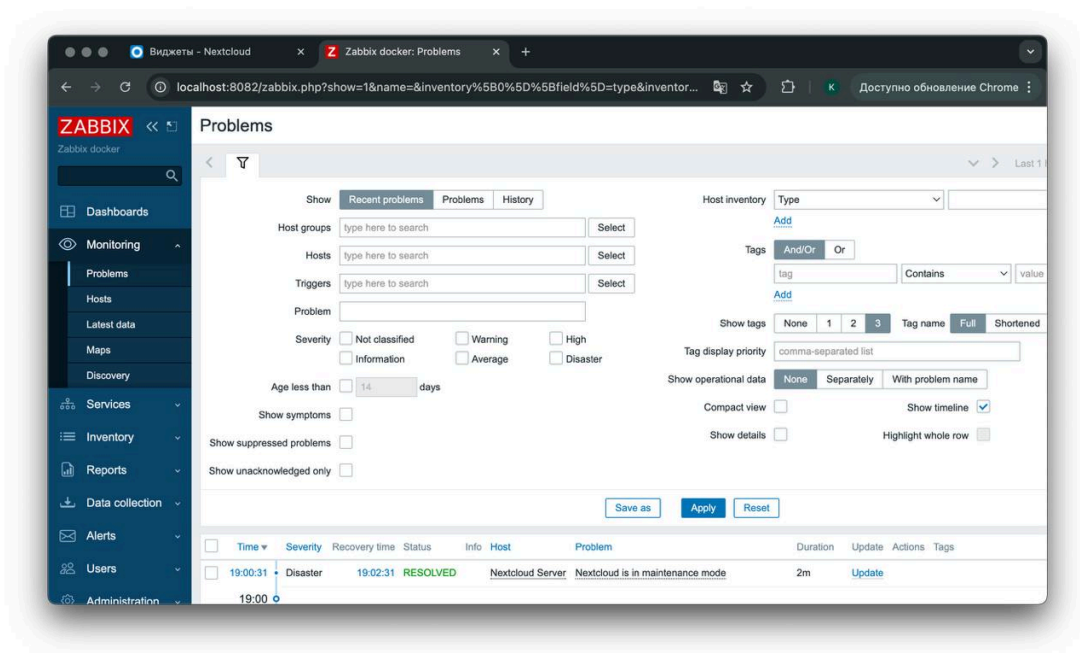 Виджеты - Nextcloud
Z Zabbix docker: Problems
localhost:8082/zabbix.php?show=1&name=&inventory%5B0%5D%5Bfield%5D=type&inventor...
K
Доступно обновление Chrome
ZABBIX
Zabbix docker
Dashboards
Monitoring
Problems
Hosts
Latest data
Maps
Discovery
Services
Inventory
Reports
Data collection
Alerts
Users
Administration
Problems
Last 1 h
Show Recent problems Problems History
Host groups type here to search Select
Hosts type here to search Select
Triggers type here to search Select
Problem
Severity Not classified Warning High
Information Average Disaster
Age less than 14 days
Show symptoms
Show suppressed problems
Show unacknowledged only
Host inventory Type
Add
Tags And/Or Or
tag Contains value
Add
Show tags None 1 2 3 Tag name Full Shortened
Tag display priority comma-separated list
Show operational data None Separately With problem name
Compact view Show timeline
Show details Highlight whole row
Save as Apply Reset
Time Severity Recovery time Status Info Host Problem Duration Update Actions Tags
19:00:31 Disaster 19:02:31 RESOLVED Nextcloud Server Nextcloud is in maintenance mode 2m Update
19:00